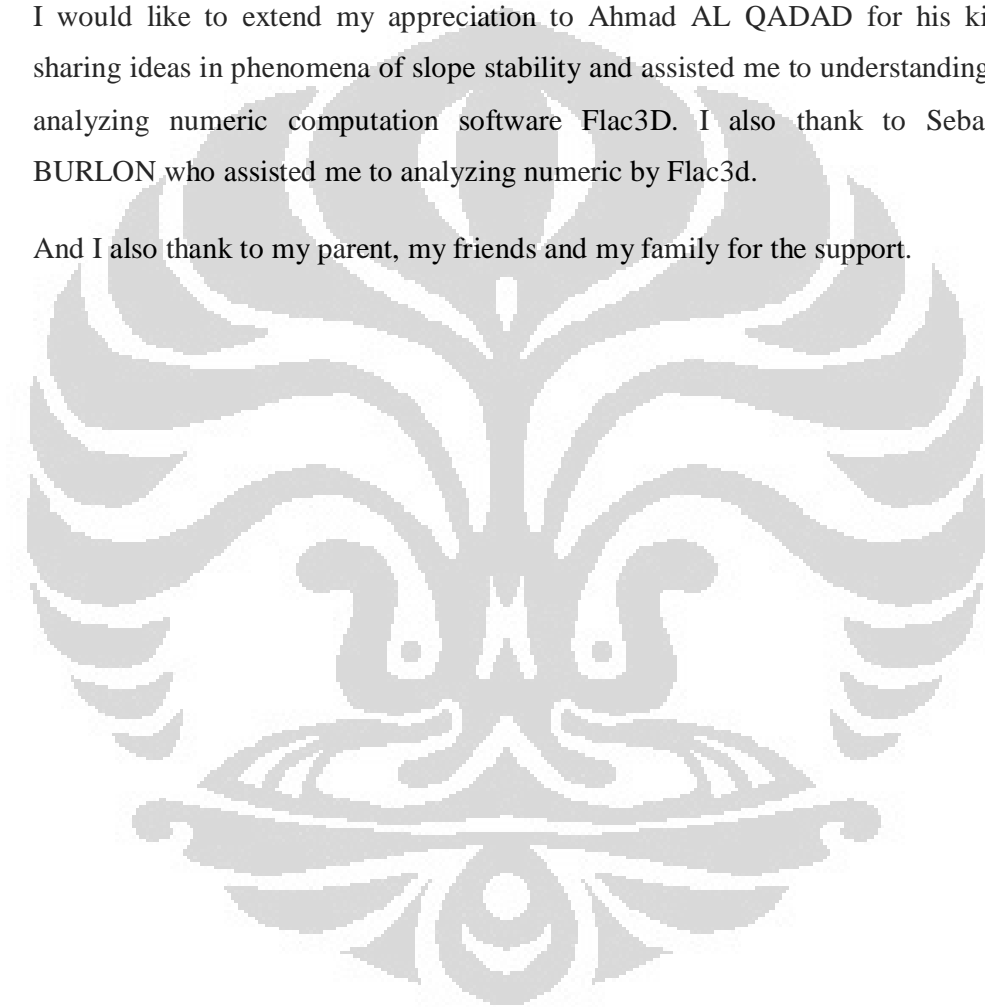 I would like to extend my appreciation to Ahmad AL QADAD for his ki
sharing ideas in phenomena of slope stability and assisted me to understanding
analyzing numeric computation software Flac3D. I also thank to Seba
BURLON who assisted me to analyzing numeric by Flac3d.
And I also thank to my parent, my friends and my family for the support.